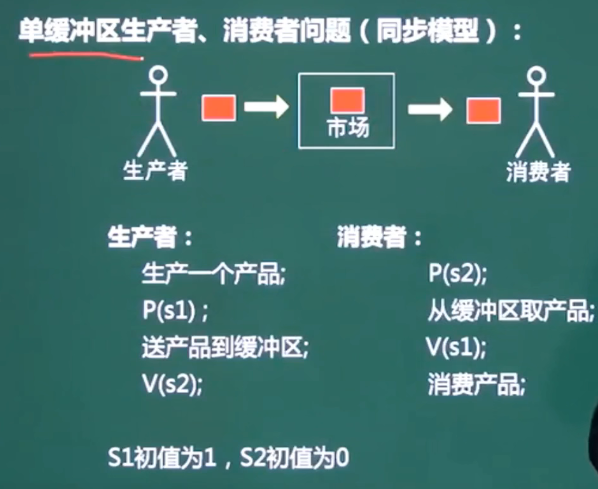 单缓冲区生产者、消费者问题（同步模型）：
市场
生产者
消费者
生产者：
生产一个产品;
P(s1)；
送产品到缓冲区;
V(s2);
消费者：
P(s2);
从缓冲区取产品;
V(s1);
消费产品;
S1初值为1，S2初值为0